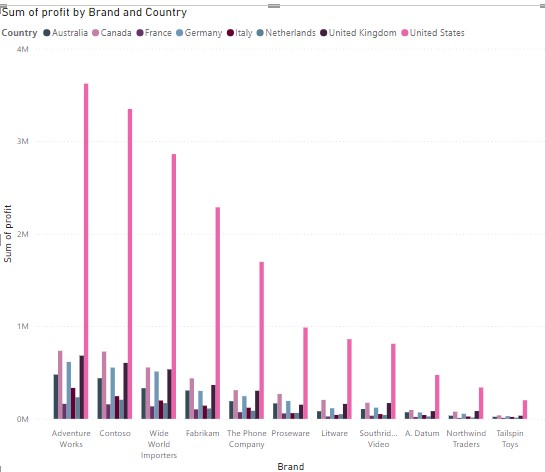 Sum of profit by Brand and Country
Country Australia Canada France Germany Italy Netherlands United Kingdom United States
4M
3M
2M
1M
0M
Sum of profit
Adventure Works
Contoso
Wide World Importers
Fabrikam
The Phone Company
Proseware
Litware
Southrid... Video
A. Datum
Northwind Traders
Tailspin Toys
Brand